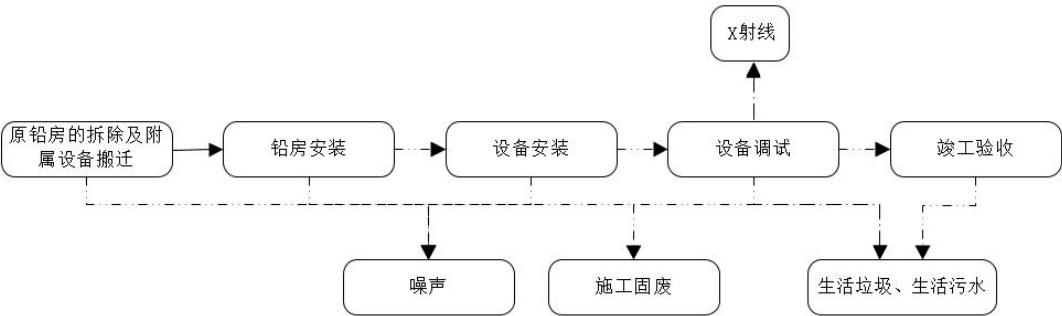 X射线
原铅房的拆除及附
属设备搬迁
铅房安装
设备安装
设备调试
竣工验收
噪声
施工固废
生活垃圾、生活污水